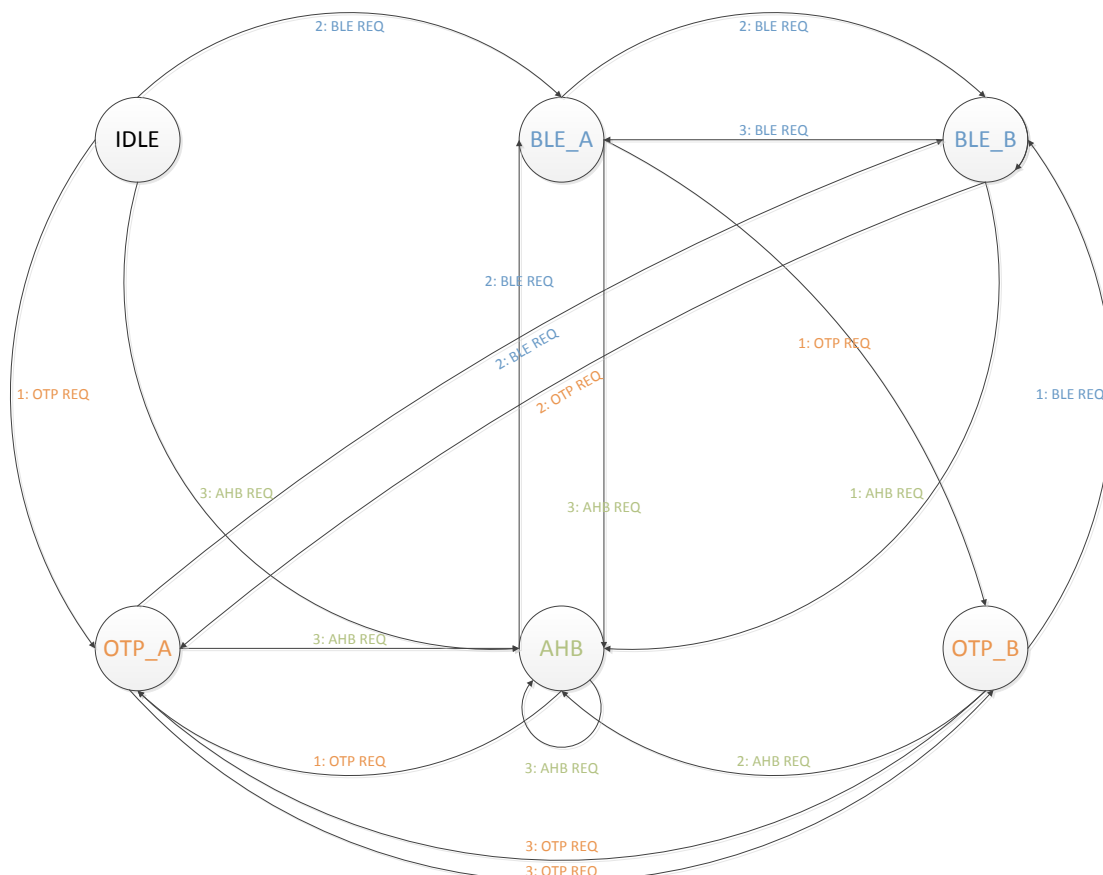 2: BLE REQ
2: BLE REQ
IDLE
BLE_A
3: BLE REQ
BLE_B
2: BLE REQ
2: BLE REQ
1: OTP REQ
2: OTP REQ
1: OTP REQ
1: BLE REQ
3: AHB REQ
3: AHB REQ
1: AHB REQ
OTP_A
3: AHB REQ
AHB
OTP_B
1: OTP REQ
3: AHB REQ
2: AHB REQ
3: OTP REQ
3: OTP REQ